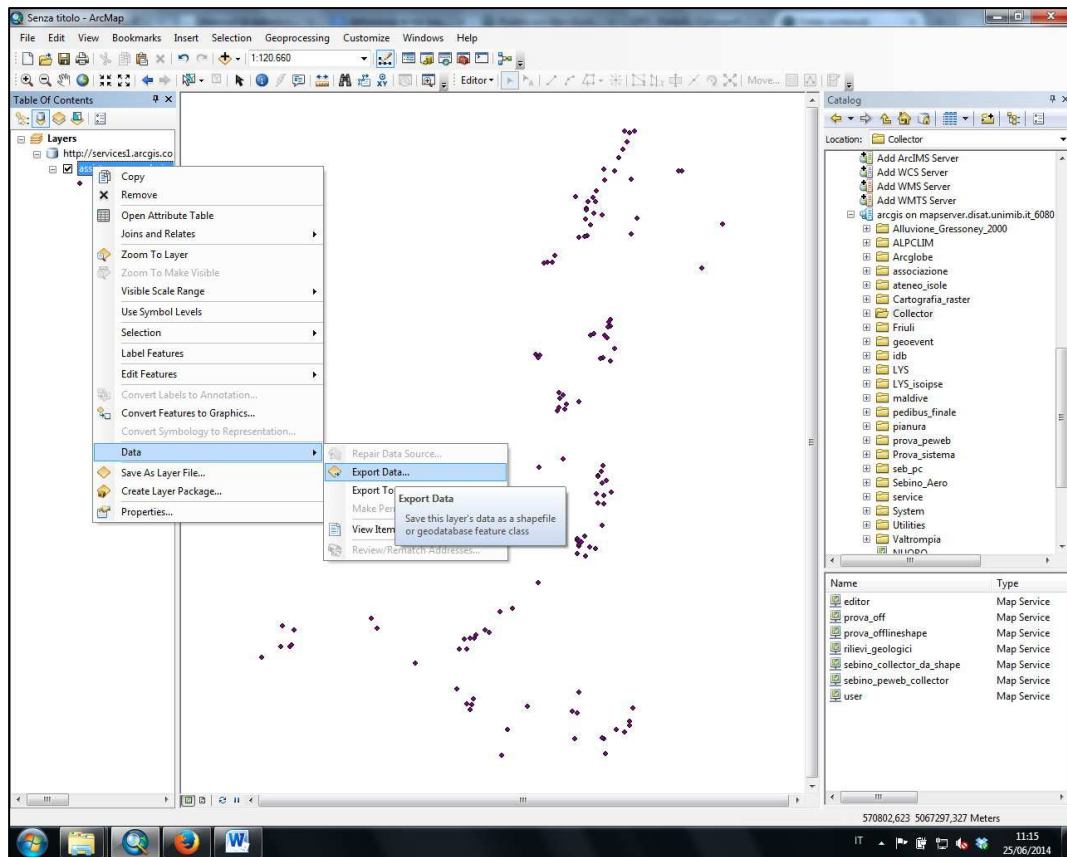 Senza titolo - ArcMap
File Edit View Bookmarks Insert Selection Geoprocessing Customize Windows Help
1:120.660
Editor
Move...
Table Of Contents
Layers
http://services1.arcgis.co
Copy
Remove
Open Attribute Table
Joins and Relates
Zoom To Layer
Zoom To Make Visible
Visible Scale Range
Use Symbol Levels
Selection
Label Features
Edit Features
Convert Labels to Annotation...
Convert Features to Graphics...
Convert Symbology to Representation...
Data
Save As Layer File...
Create Layer Package...
Properties...
Repair Data Source...
Export Data...
Export To
Make Per
View Item
Review/Rematch Addresses...
Export Data
Save this layer's data as a shapefile
or geodatabase feature class
Catalog
Location: Collector
Add ArcIMS Server
Add WCS Server
Add WMS Server
Add WMTS Server
arcgis on mapserver.disat.unimib.it_6080
Alluvione_Gressoney_2000
ALPCLIM
Arcglobe
associazione
ateneo_isole
Cartografia_raster
Collector
Friuli
geoevent
idb
LYS
LYS_isoipse
maldive
pedibus_finale
pianura
prova_peweb
Prova_sistema
seb_pc
Sebino_Aero
service
System
Utilities
Valtrompia
NUORO
Name Type
editor Map Service
prova_off Map Service
prova_offlineshape Map Service
rilievi_geologici Map Service
sebino_collector_da_shape Map Service
sebino_peweb_collector Map Service
user Map Service
570802,623 5067297,327 Meters
IT
11:15
25/06/2014